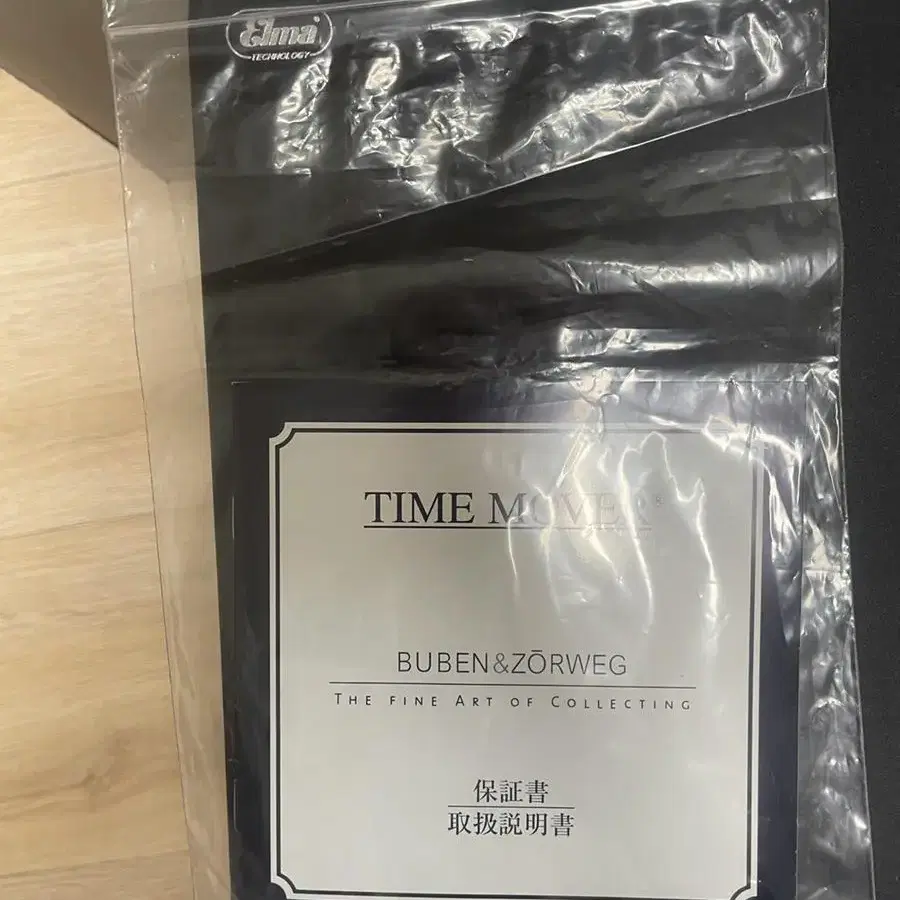 Elma
TECHNOLOGY
TIME MOVER®
BUBEN&ZŌRWEG
THE FINE ART OF COLLECTING
保証書
取扱説明書